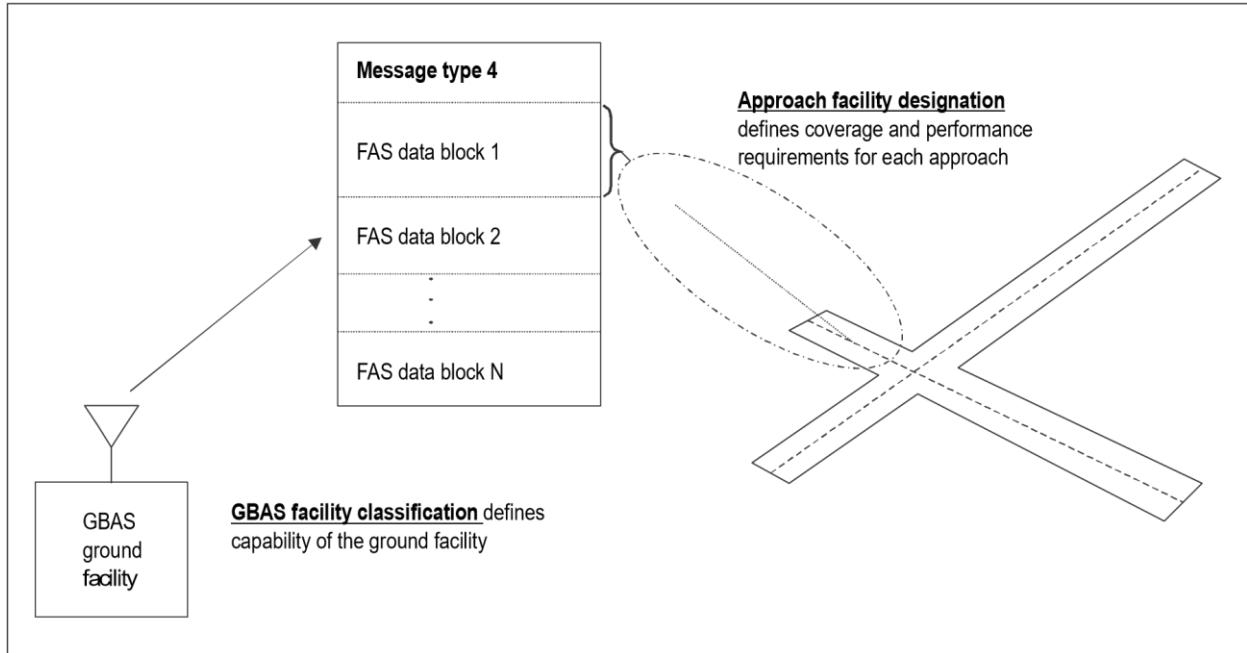 Message type 4
FAS data block 1
FAS data block 2
FAS data block N
Approach facility designation
defines coverage and performance
requirements for each approach
GBAS
ground
facility
GBAS facility classification defines
capability of the ground facility